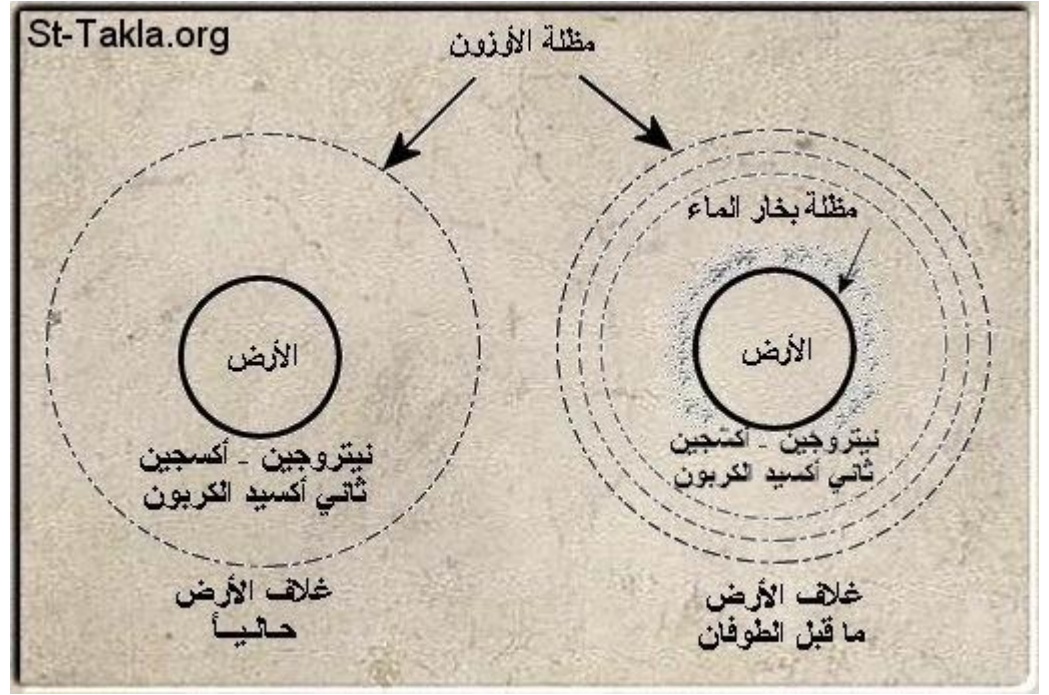 St-Takla.org
مظلة الأوزون
مظلة بخار الماء
الأرض
نيتروجين - أكسجين
ثاني أكسيد الكربون
غلاف الأرض
ما قبل الطوفان
الأرض
نيتروجين - أكسجين
ثاني أكسيد الكربون
غلاف الأرض
حـالـيـــاً